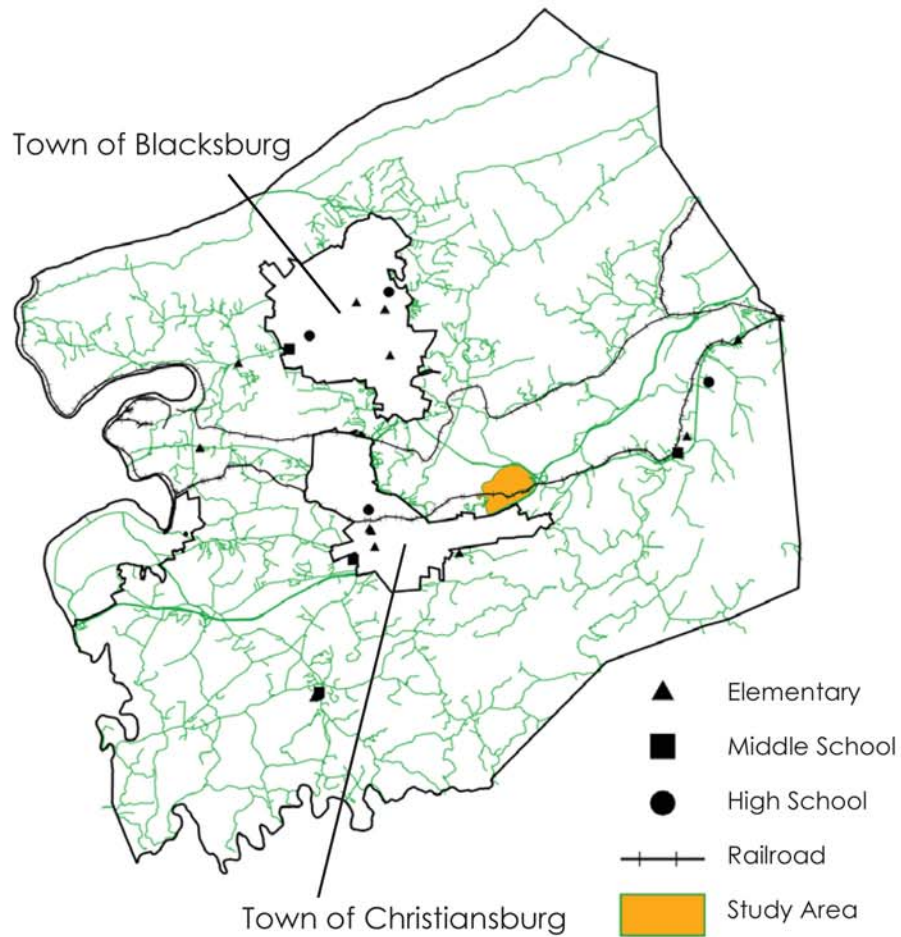 Town of Blacksburg
Elementary
Middle School
High School
Railroad
Study Area
Town of Christiansburg